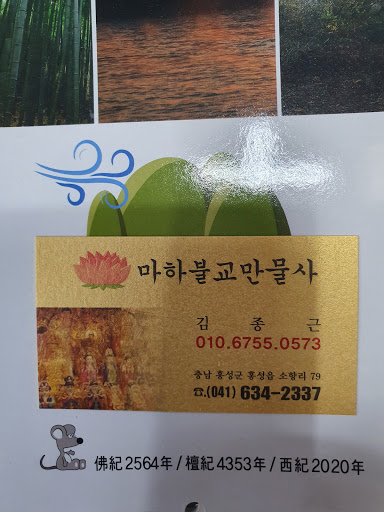 마하불교만물사
김 종 근
010.6755.0573
충남 홍성군 홍성읍 소향리 79
☎.(041) 634-2337
佛紀 2564年 / 檀紀 4353年 / 西紀 2020年